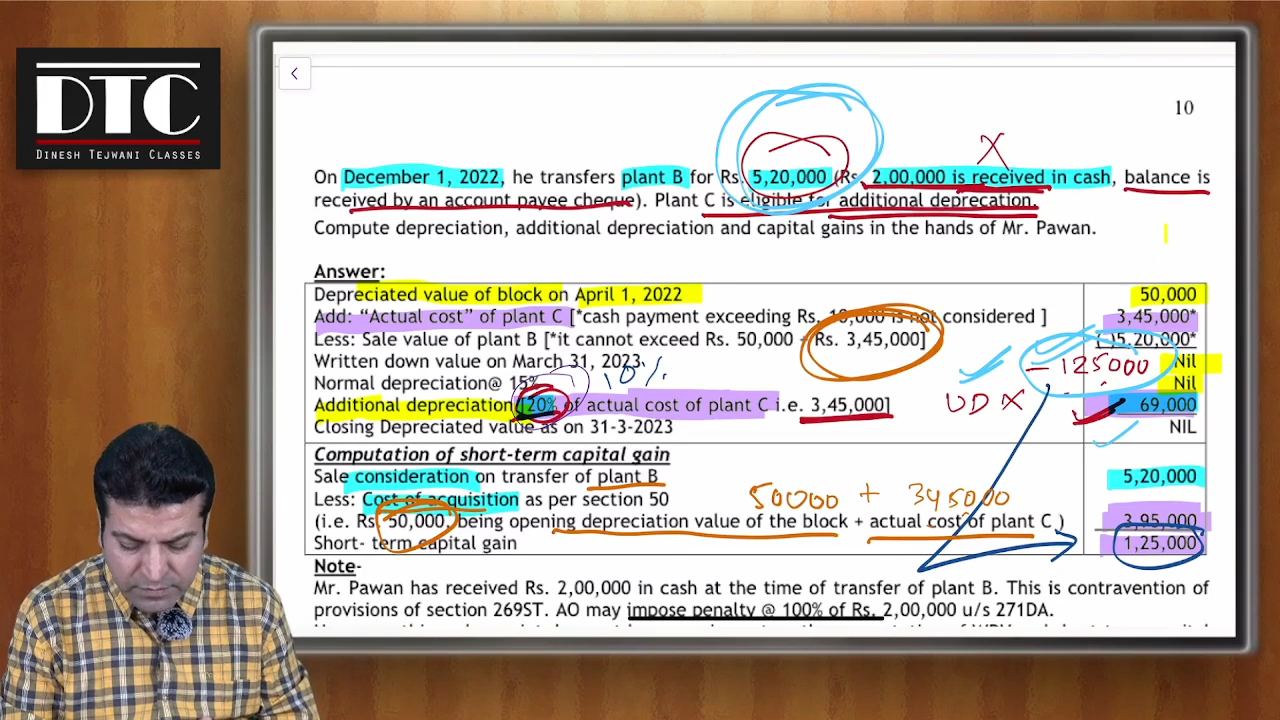 DTC
DINESH TEJWANI CLASSES
10
On December 1, 2022, he transfers plant B for Rs. 5,20,000 (Rs. 2,00,000 is received in cash, balance is
received by an account payee cheque). Plant C is eligible for additional deprecation.
Compute depreciation, additional depreciation and capital gains in the hands of Mr. Pawan.
Answer:
Depreciated value of block on April 1, 2022 50,000
Add: “Actual cost” of plant C [*cash payment exceeding Rs. 10,000 is not considered ] 3,45,000*
Less: Sale value of plant B [*it cannot exceed Rs. 50,000 + Rs. 3,45,000] (-)5,20,000*
Written down value on March 31, 2023 Nil
- 125000
Normal depreciation@ 15% Nil
10%
Additional depreciation [20% of actual cost of plant C i.e. 3,45,000] 69,000
UD X
Closing Depreciated value as on 31-3-2023 NIL
Computation of short-term capital gain
Sale consideration on transfer of plant B 5,20,000
Less: Cost of acquisition as per section 50
50000 + 345000
(i.e. Rs 50,000, being opening depreciation value of the block + actual cost of plant C ) 3,95,000
Short- term capital gain 1,25,000
Note-
Mr. Pawan has received Rs. 2,00,000 in cash at the time of transfer of plant B. This is contravention of
provisions of section 269ST. AO may impose penalty @ 100% of Rs. 2,00,000 u/s 271DA.